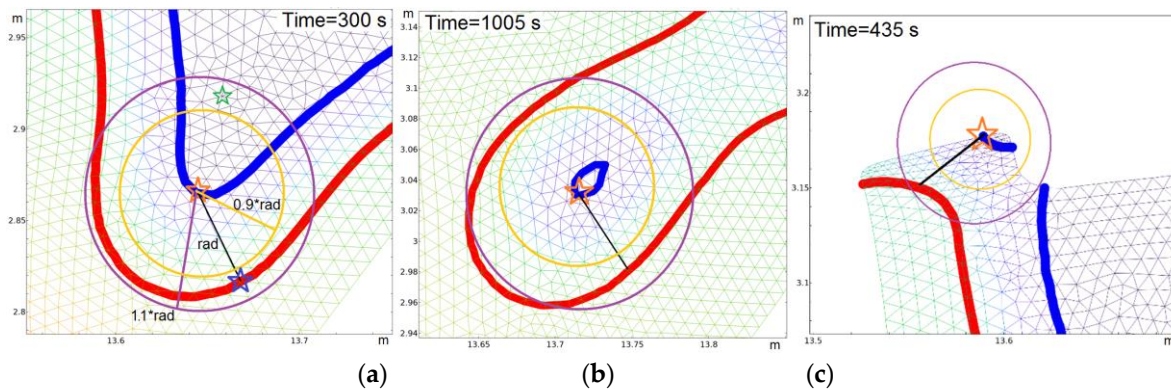 m
Time=300 s
2.95
2.9
2.85
2.8
0.9*rad
rad
1.1*rad
13.6
13.7
m
(a)
m
Time=1005 s
3.14
3.12
3.1
3.08
3.06
3.04
3.02
3
2.98
2.96
2.94
13.65
13.7
13.75
13.8
m
(b)
m
Time=435 s
3.2
3.15
3.1
13.5
13.6
m
(c)